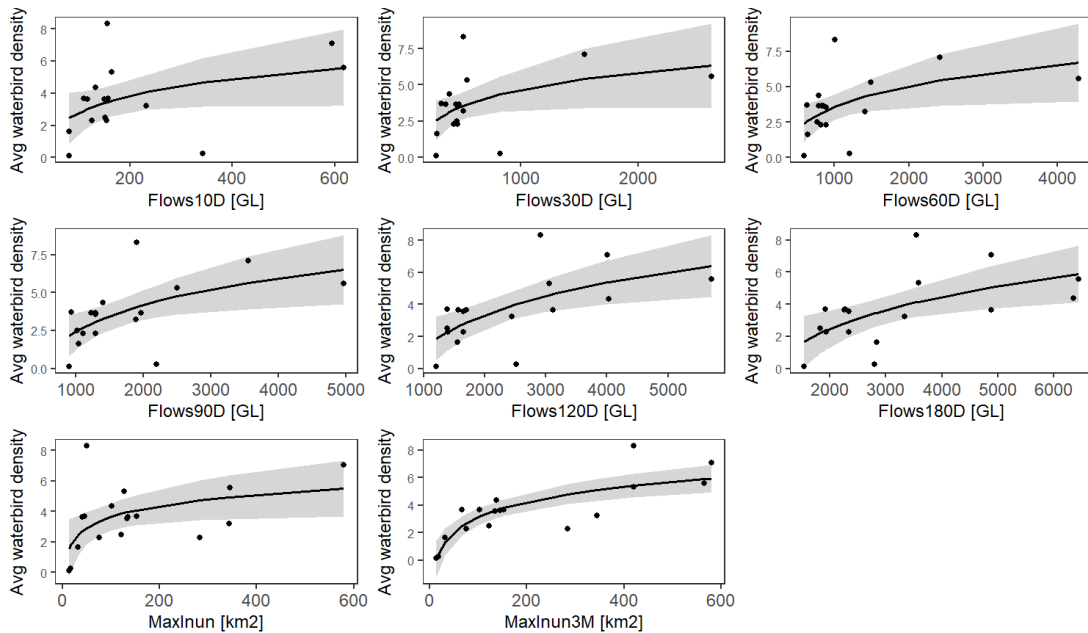 Avg waterbird density
8
6
4
2
0
200 400 600
Flows10D [GL]
Avg waterbird density
7.5
5.0
2.5
0.0
1000 2000
Flows30D [GL]
Avg waterbird density
7.5
5.0
2.5
0.0
1000 2000 3000 4000
Flows60D [GL]
Avg waterbird density
7.5
5.0
2.5
0.0
1000 2000 3000 4000 5000
Flows90D [GL]
Avg waterbird density
8
6
4
2
0
1000 2000 3000 4000 5000
Flows120D [GL]
Avg waterbird density
8
6
4
2
0
2000 3000 4000 5000 6000
Flows180D [GL]
Avg waterbird density
8
6
4
2
0
0 200 400 600
MaxInun [km2]
Avg waterbird density
8
6
4
2
0
0 200 400 600
MaxInun3M [km2]